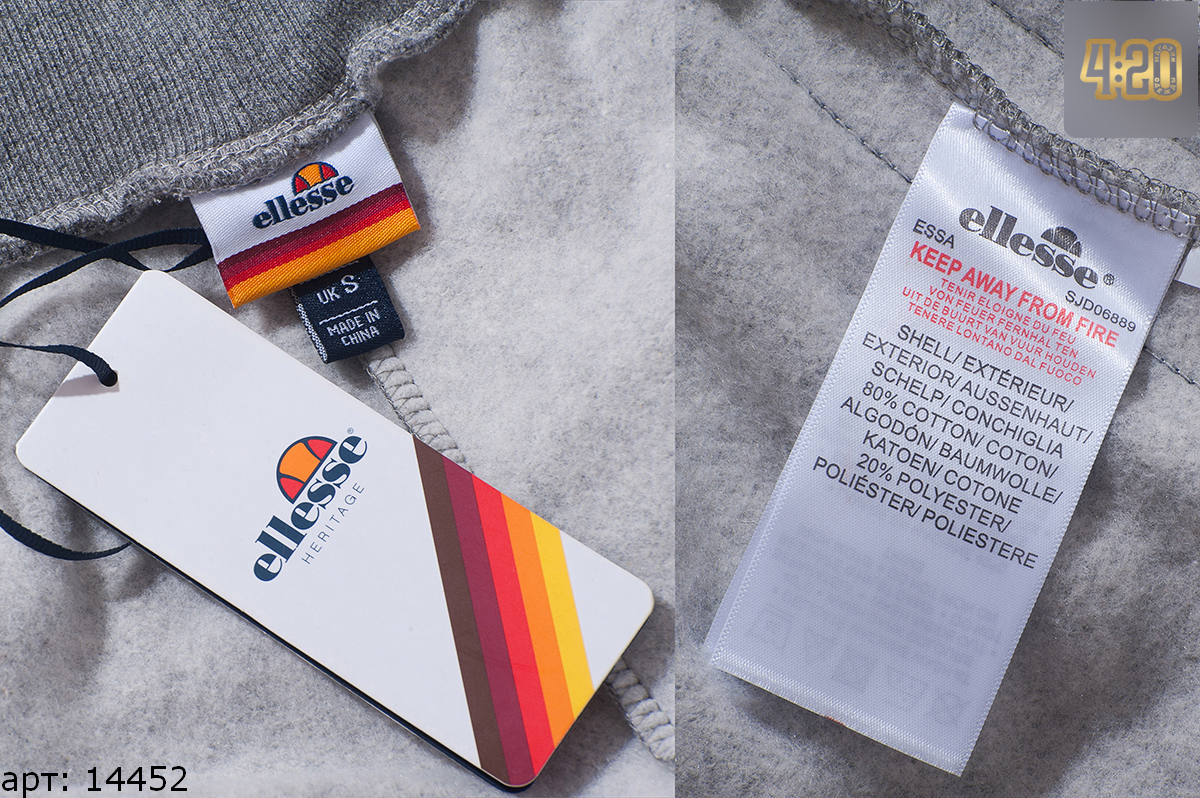 ellesse
UK S
MADE IN
CHINA
ellesse®
HERITAGE
4:20
ellesse®
ESSA
SJD06889
KEEP AWAY FROM FIRE
TENIR ELOIGNE DU FEU
VON FEUER FERNHAL TEN
UIT DE BUURT VAN VUUR HOUDEN
TENERE LONTANO DAL FUOCO
SHELL/ EXTÉRIEUR/
EXTERIOR/ AUSSENHAUT/
SCHELP/ CONCHIGLIA
80% COTTON/ COTON/
ALGODÓN/ BAUMWOLLE/
KATOEN/ COTONE
20% POLYESTER/
POLIÉSTER/ POLIESTERE
арт: 14452